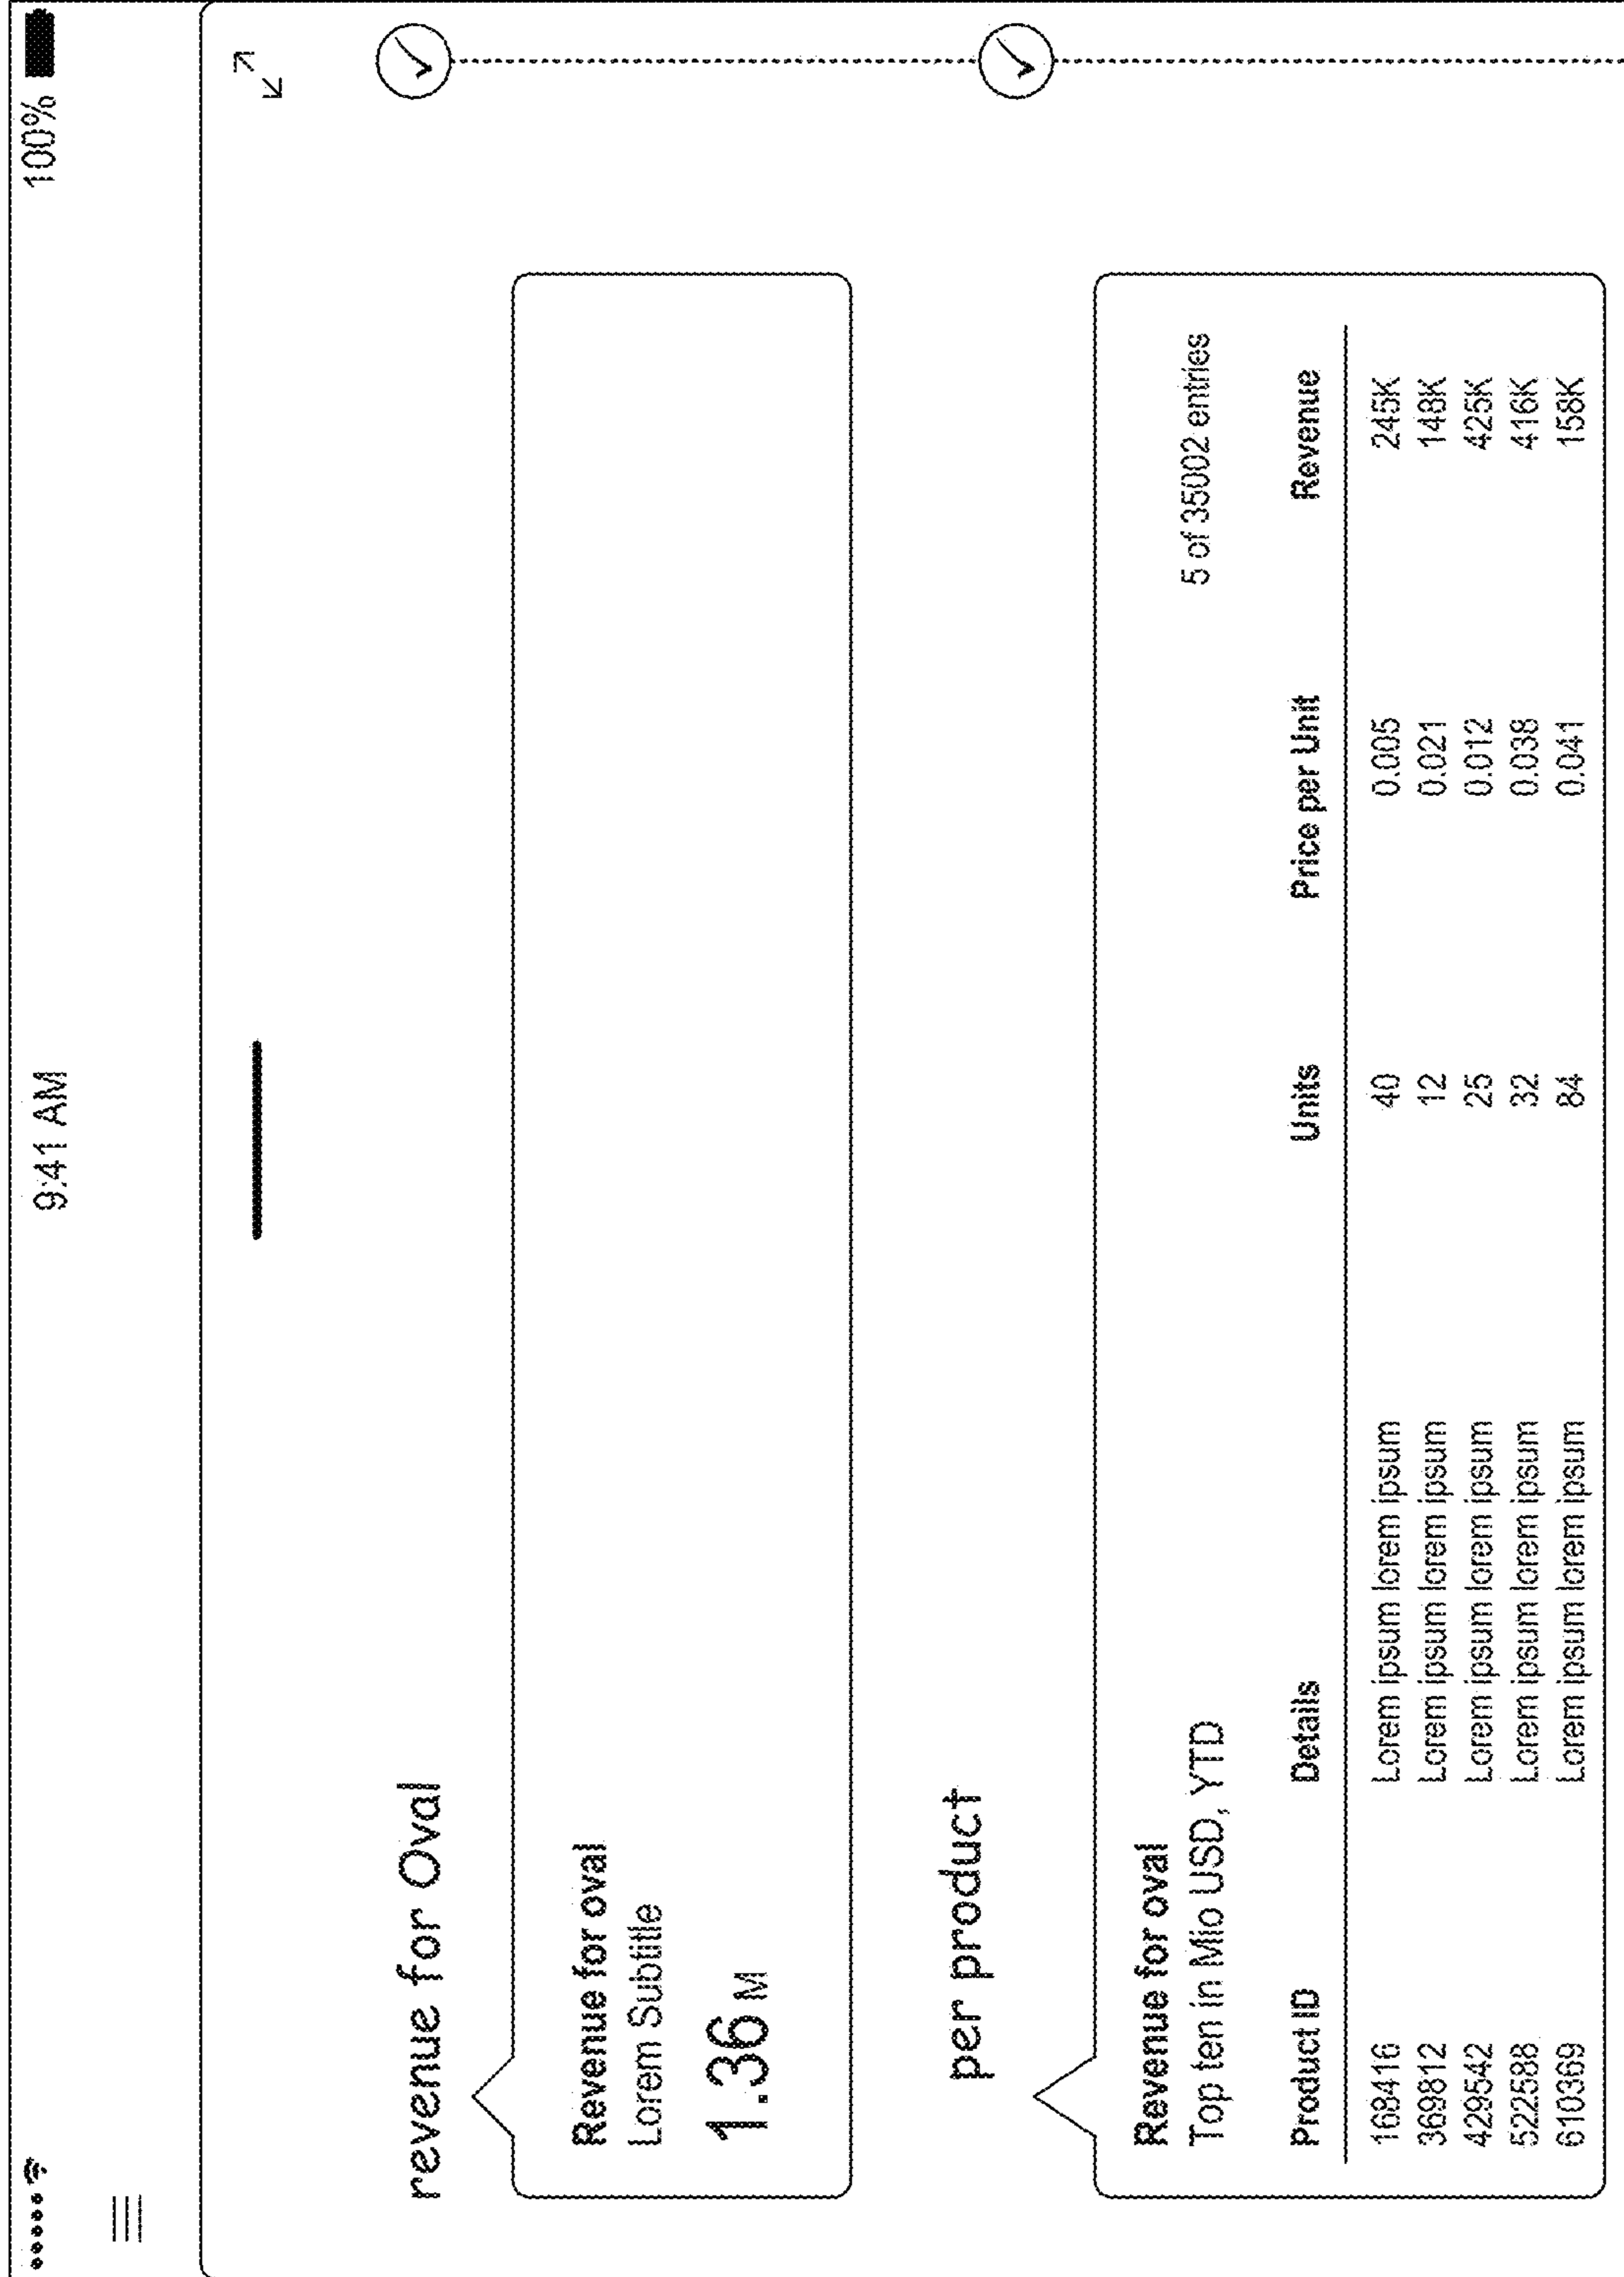 9:41 AM 100%
revenue for Oval
Revenue for oval
Lorem Subtitle
1.36 M
per product
Revenue for oval
Top ten in Mio USD, YTD 5 of 35002 entries
Product ID Details Units Price per Unit Revenue
168416 Lorem ipsum lorem ipsum 40 0.005 245K
369812 Lorem ipsum lorem ipsum 12 0.021 148K
429542 Lorem ipsum lorem ipsum 25 0.012 425K
522588 Lorem ipsum lorem ipsum 32 0.038 416K
610369 Lorem ipsum lorem ipsum 84 0.041 158K